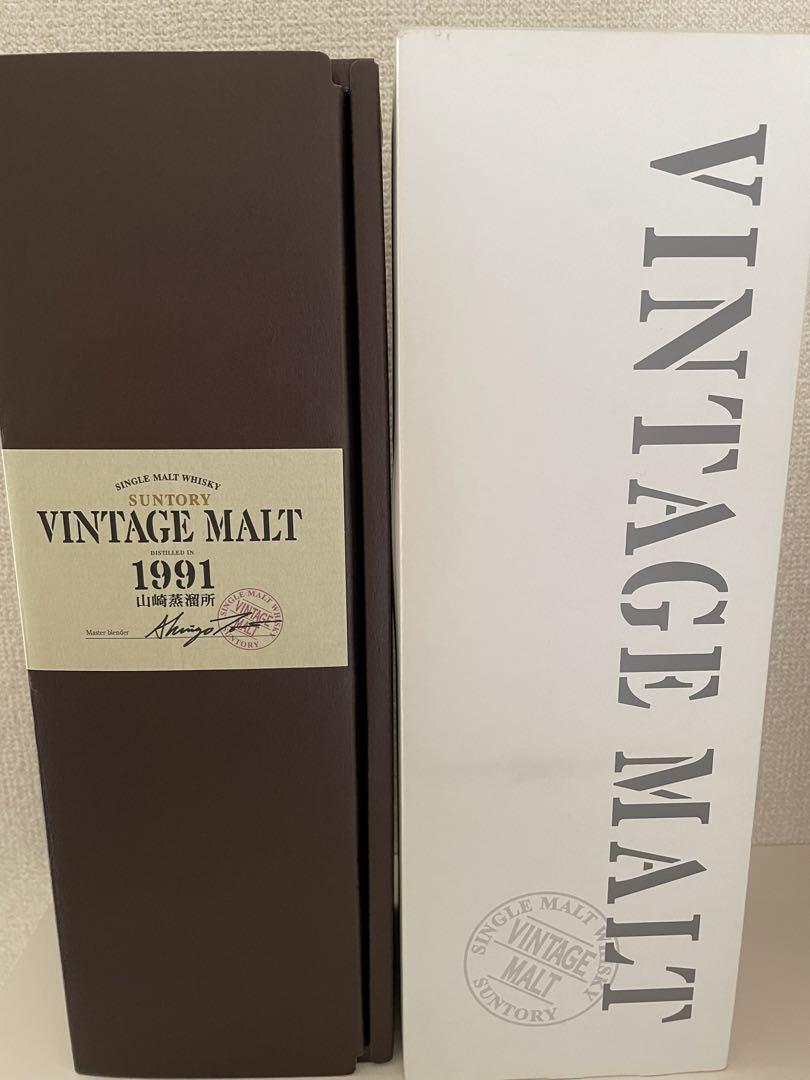 SINGLE MALT WHISKY
SUNTORY
VINTAGE MALT
DISTILLED IN
1991
山崎蒸溜所
Master blender
SINGLE MALT WHISKY
VINTAGE
MALT
SUNTORY
VINTAGE MALT
SINGLE MALT WHISKY
VINTAGE
MALT
SUNTORY